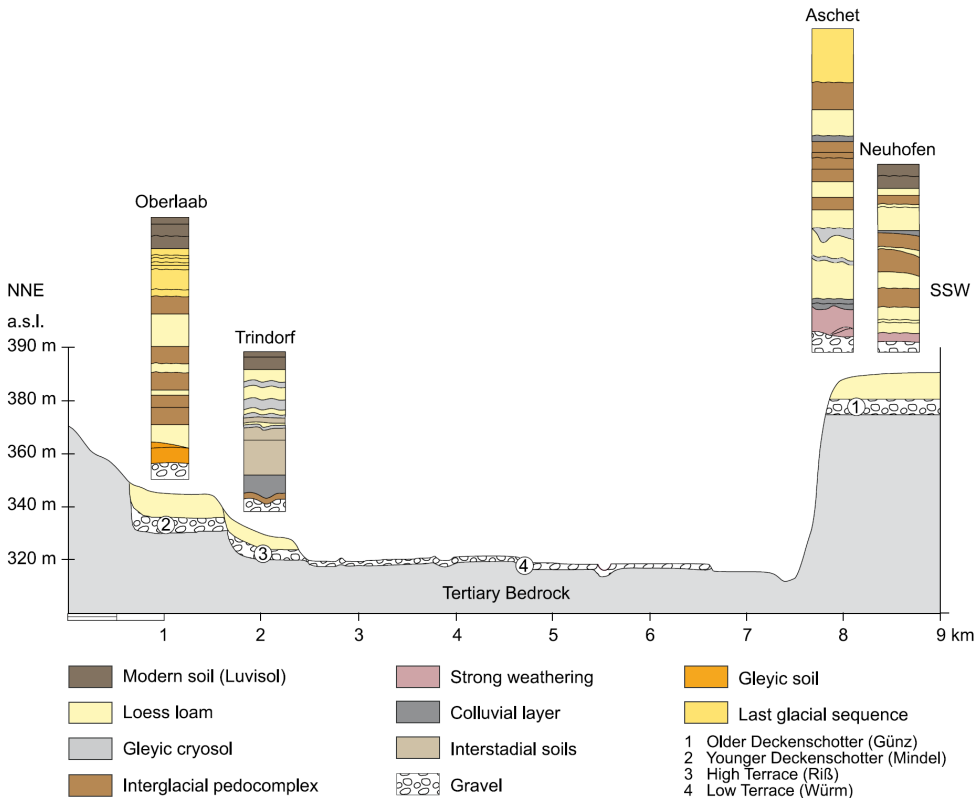 Aschet
Neuhofen
Oberlaab
Trindorf
NNE
SSW
a.s.l.
390 m
380 m
360 m
340 m
320 m
1
2
3
4
Tertiary Bedrock
1 2 3 4 5 6 7 8 9 km
Modern soil (Luvisol)
Loess loam
Gleyic cryosol
Interglacial pedocomplex
Strong weathering
Colluvial layer
Interstadial soils
Gravel
Gleyic soil
Last glacial sequence
1 Older Deckenschotter (Günz)
2 Younger Deckenschotter (Mindel)
3 High Terrace (Riß)
4 Low Terrace (Würm)